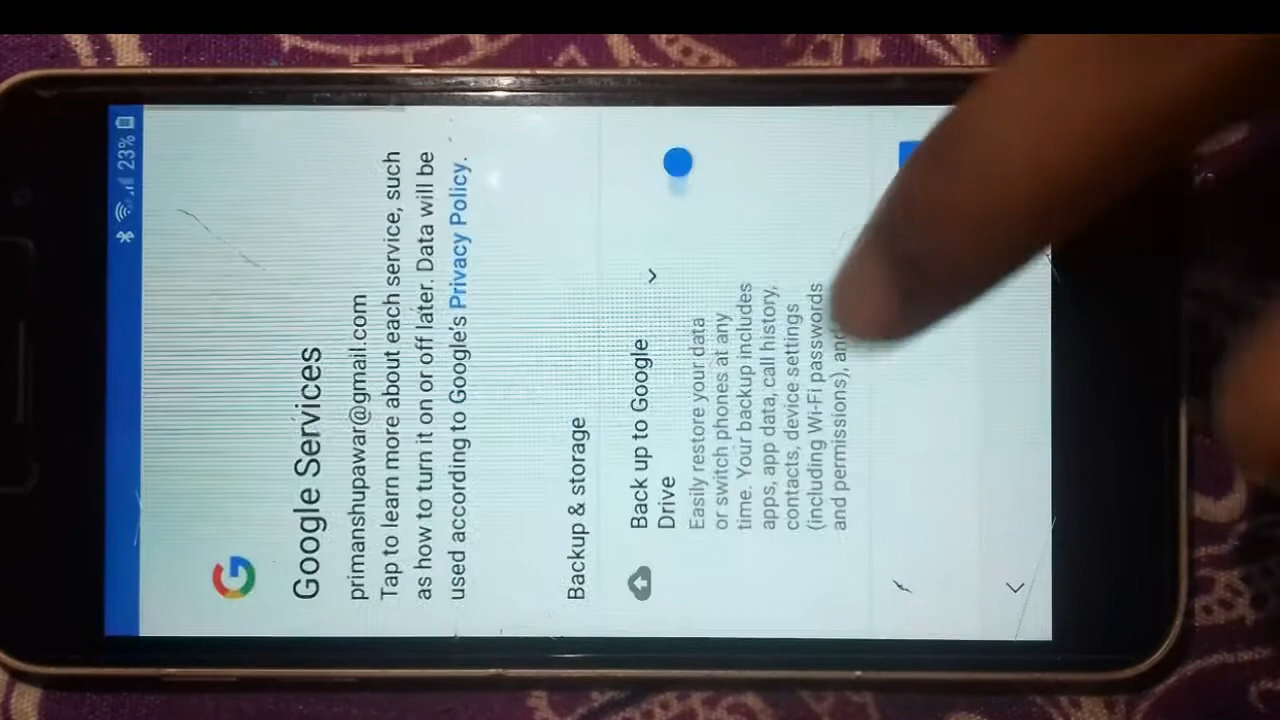 23%
Google Services
primanshupawar@gmail.com
Tap to learn more about each service, such
as how to turn it on or off later. Data will be
used according to Google's Privacy Policy.
Backup & storage
Back up to Google
Drive
Easily restore your data
or switch phones at any
time. Your backup includes
apps, app data, call history,
contacts, device settings
(including Wi-Fi passwords
and permissions), and